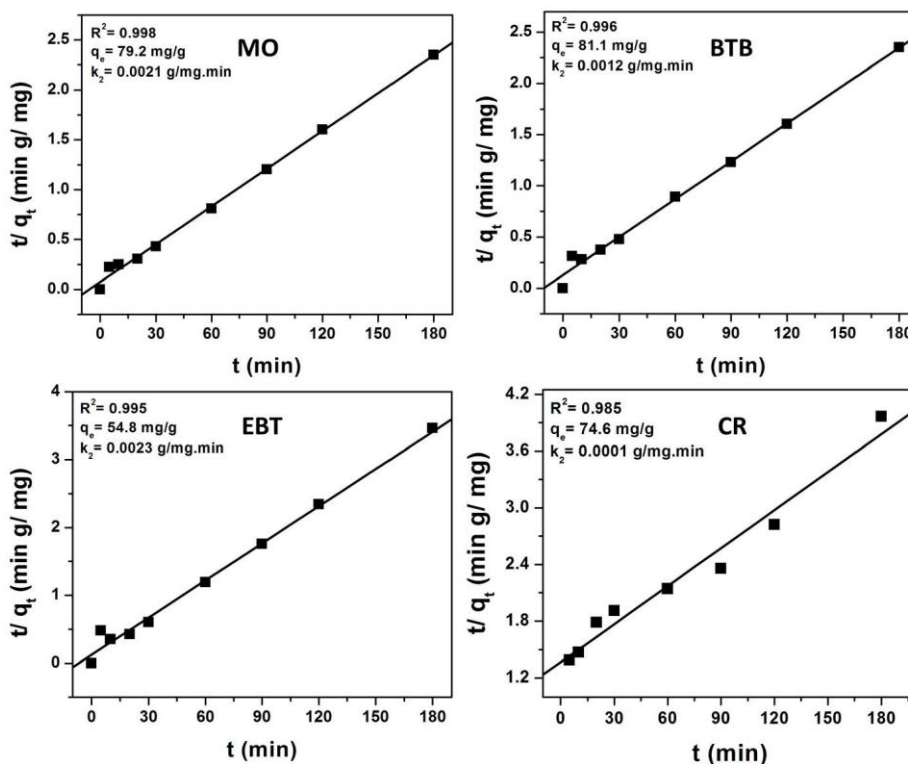 R²= 0.998
qₑ = 79.2 mg/g
k₂ = 0.0021 g/mg.min
MO
2.5
2.0
1.5
1.0
0.5
0.0
t/ qₜ (min g/ mg)
0 30 60 90 120 150 180
t (min)
R²= 0.996
qₑ = 81.1 mg/g
k₂ = 0.0012 g/mg.min
BTB
2.5
2.0
1.5
1.0
0.5
0.0
t/ qₜ (min g/ mg)
0 30 60 90 120 150 180
t (min)
R²= 0.995
qₑ = 54.8 mg/g
k₂ = 0.0023 g/mg.min
EBT
4
3
2
1
0
t/ qₜ (min g/ mg)
0 30 60 90 120 150 180
t (min)
R²= 0.985
qₑ = 74.6 mg/g
k₂ = 0.0001 g/mg.min
CR
4.2
3.6
3.0
2.4
1.8
1.2
t/ qₜ (min g/ mg)
0 30 60 90 120 150 180
t (min)